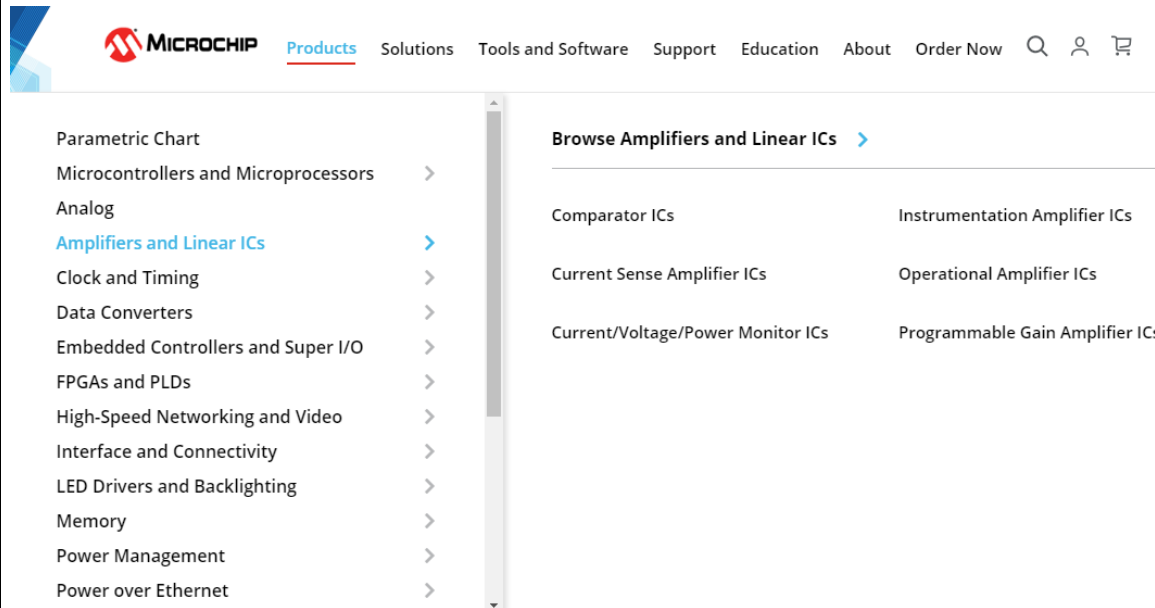 MICROCHIP Products Solutions Tools and Software Support Education About Order Now
Parametric Chart
Microcontrollers and Microprocessors
Analog
Amplifiers and Linear ICs
Clock and Timing
Data Converters
Embedded Controllers and Super I/O
FPGAs and PLDs
High-Speed Networking and Video
Interface and Connectivity
LED Drivers and Backlighting
Memory
Power Management
Power over Ethernet
Browse Amplifiers and Linear ICs
Comparator ICs Instrumentation Amplifier ICs
Current Sense Amplifier ICs Operational Amplifier ICs
Current/Voltage/Power Monitor ICs Programmable Gain Amplifier ICs